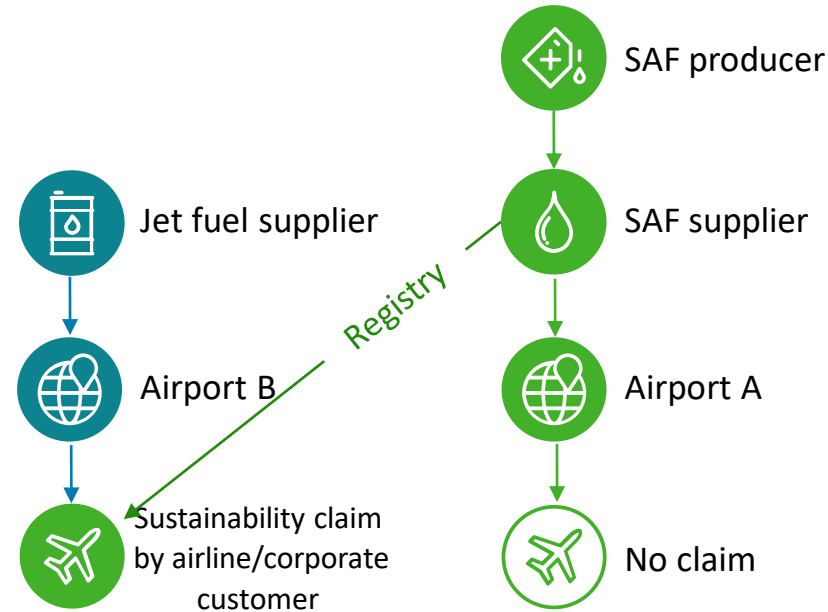 SAF producer
Jet fuel supplier
SAF supplier
Registry
Airport B
Airport A
Sustainability claim
by airline/corporate
customer
No claim